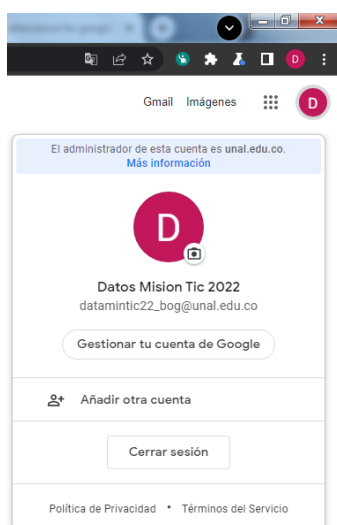 D
Gmail Imágenes
D
El administrador de esta cuenta es unal.edu.co.
Más información
D
Datos Mision Tic 2022
datamintic22_bog@unal.edu.co
Gestionar tu cuenta de Google
Añadir otra cuenta
Cerrar sesión
Política de Privacidad • Términos del Servicio